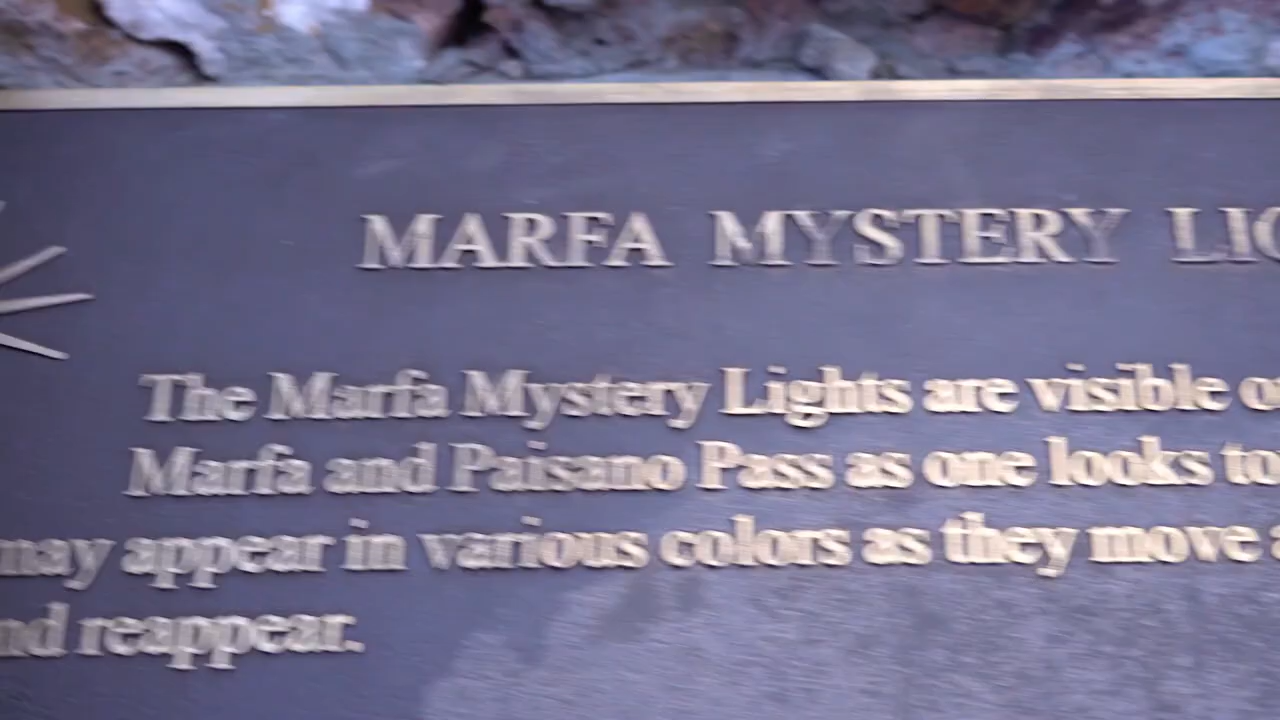 MARFA MYSTERY LIG
The Marfa Mystery Lights are visible
Marfa and Paisano Pass as one looks to
may appear in various colors as they move
nd reappear.